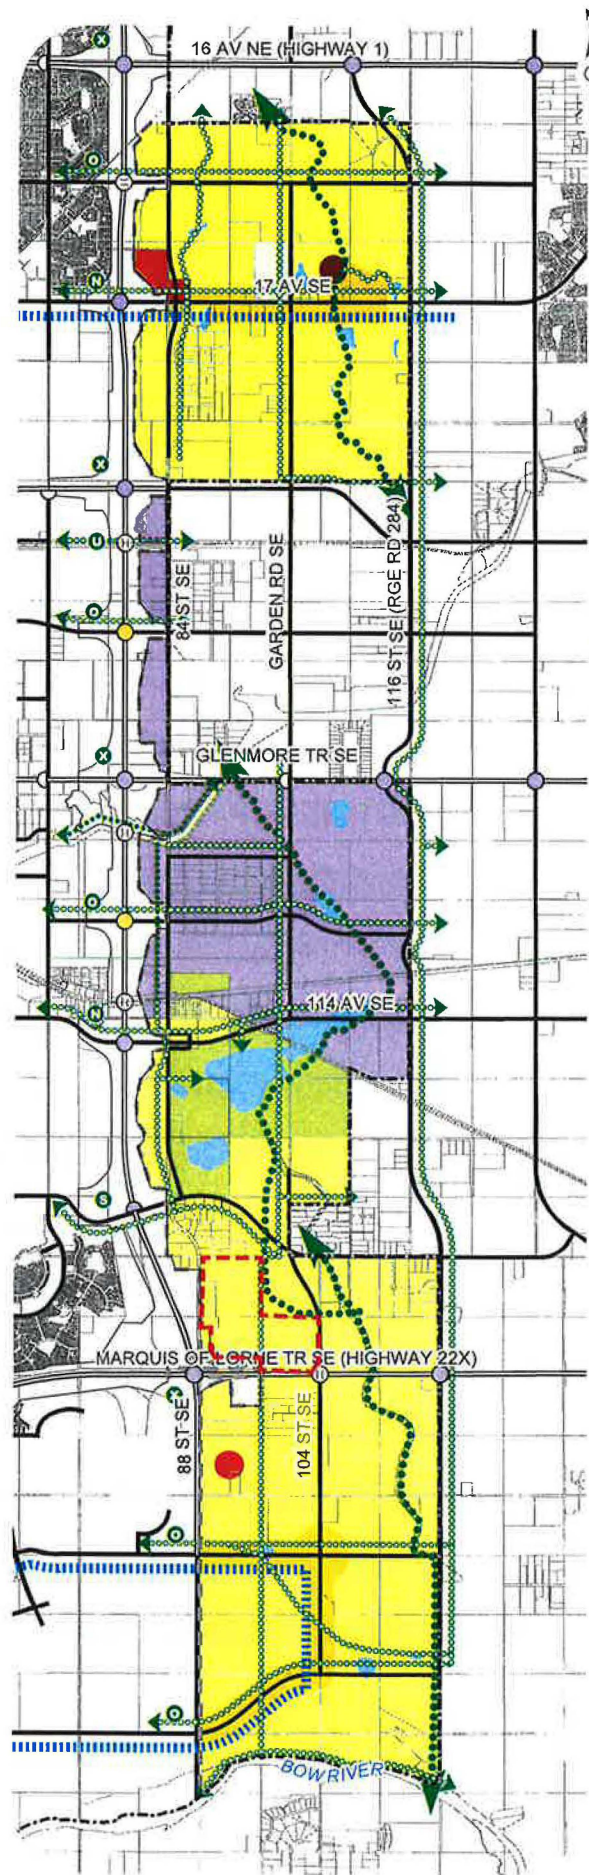 X
16 AV NE (HIGHWAY 1)
O
H
N
17 AV SE
X
U
H
O
84 ST SE
GARDEN RD SE
116 ST SE (RGE RD 284)
X
GLENMORE TR SE
H
O
H
N
114 AV SE
S
MARQUIS OF LORNE TR SE (HIGHWAY 22X)
X
H
88 ST SE
104 ST SE
O
O
BOW RIVER